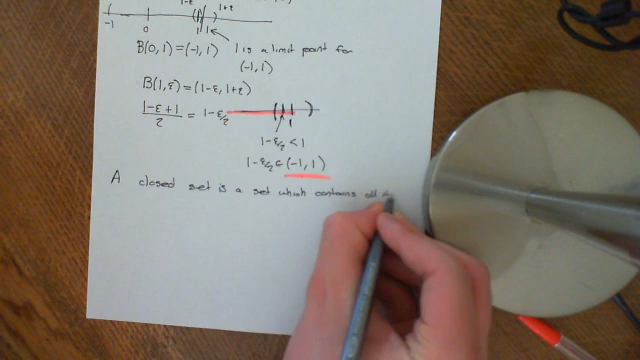 1-ε 1+ε
-1 0 1
B(0,1) = (-1,1) 1 is a limit point for
(-1,1)
B(1,ε) = (1-ε, 1+ε)
(1-ε+1)/2 = 1-ε/2
1
1-ε/2 < 1
1-ε/2 ∈ (-1,1)
A closed set is a set which contains all